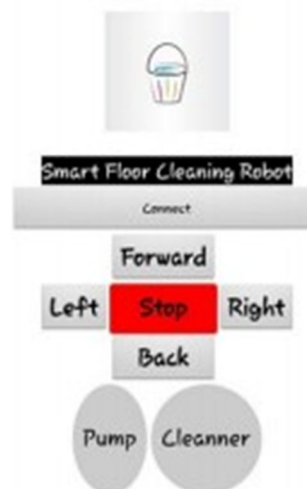 Smart Floor Cleaning Robot
Connect
Forward
Left Stop Right
Back
Pump Cleanner